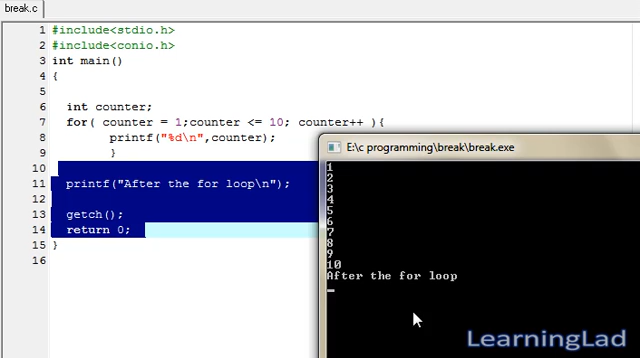 break.c
1 #include<stdio.h>
2 #include<conio.h>
3 int main()
4 {
5
6 int counter;
7 for( counter = 1;counter <= 10; counter++ ){
8 printf("%d\n",counter);
9 }
10
11 printf("After the for loop\n");
12
13 getch();
14 return 0;
15 }
16
E:\c programming\break\break.exe
1
2
3
4
5
6
7
8
9
10
After the for loop
LearningLad